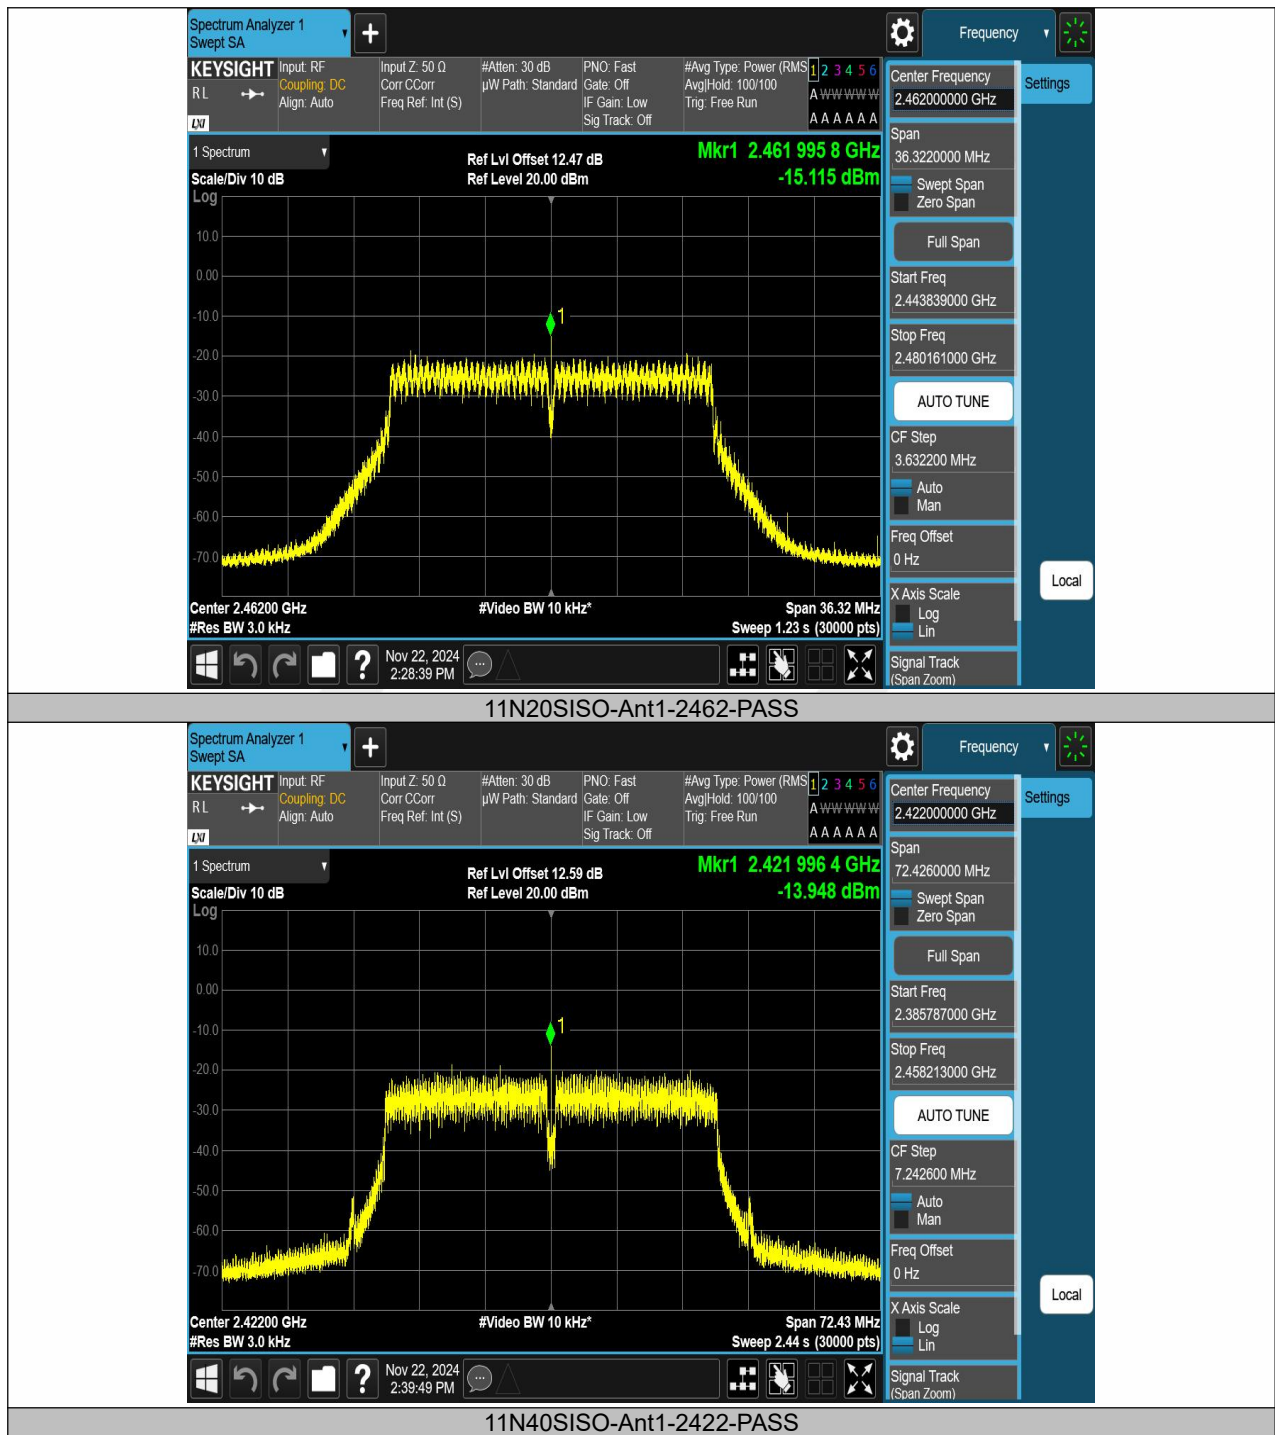 Spectrum Analyzer 1
Swept SA
+
Frequency
KEYSIGHT
R L
LXI
Input: RF
Coupling: DC
Align: Auto
Input Z: 50 Ω
Corr CCorr
Freq Ref: Int (S)
#Atten: 30 dB
µW Path: Standard
PNO: Fast
Gate: Off
IF Gain: Low
Sig Track: Off
#Avg Type: Power (RMS
Avg|Hold: 100/100
Trig: Free Run
1 2 3 4 5 6
A W W W W W
A A A A A A
1 Spectrum
Scale/Div 10 dB
Ref Lvl Offset 12.47 dB
Ref Level 20.00 dBm
Mkr1 2.461 995 8 GHz
-15.115 dBm
Log
10.0
0.00
-10.0
-20.0
-30.0
-40.0
-50.0
-60.0
-70.0
1
Center 2.46200 GHz
#Res BW 3.0 kHz
#Video BW 10 kHz*
Span 36.32 MHz
Sweep 1.23 s (30000 pts)
Nov 22, 2024
2:28:39 PM
Center Frequency
2.462000000 GHz
Span
36.3220000 MHz
Swept Span
Zero Span
Full Span
Start Freq
2.443839000 GHz
Stop Freq
2.480161000 GHz
AUTO TUNE
CF Step
3.632200 MHz
Auto
Man
Freq Offset
0 Hz
X Axis Scale
Log
Lin
Signal Track
(Span Zoom)
Settings
Local
11N20SISO-Ant1-2462-PASS
Spectrum Analyzer 1
Swept SA
+
Frequency
KEYSIGHT
R L
LXI
Input: RF
Coupling: DC
Align: Auto
Input Z: 50 Ω
Corr CCorr
Freq Ref: Int (S)
#Atten: 30 dB
µW Path: Standard
PNO: Fast
Gate: Off
IF Gain: Low
Sig Track: Off
#Avg Type: Power (RMS
Avg|Hold: 100/100
Trig: Free Run
1 2 3 4 5 6
A W W W W W
A A A A A A
1 Spectrum
Scale/Div 10 dB
Ref Lvl Offset 12.59 dB
Ref Level 20.00 dBm
Mkr1 2.421 996 4 GHz
-13.948 dBm
Log
10.0
0.00
-10.0
-20.0
-30.0
-40.0
-50.0
-60.0
-70.0
1
Center 2.42200 GHz
#Res BW 3.0 kHz
#Video BW 10 kHz*
Span 72.43 MHz
Sweep 2.44 s (30000 pts)
Nov 22, 2024
2:39:49 PM
Center Frequency
2.422000000 GHz
Span
72.4260000 MHz
Swept Span
Zero Span
Full Span
Start Freq
2.385787000 GHz
Stop Freq
2.458213000 GHz
AUTO TUNE
CF Step
7.242600 MHz
Auto
Man
Freq Offset
0 Hz
X Axis Scale
Log
Lin
Signal Track
(Span Zoom)
Settings
Local
11N40SISO-Ant1-2422-PASS